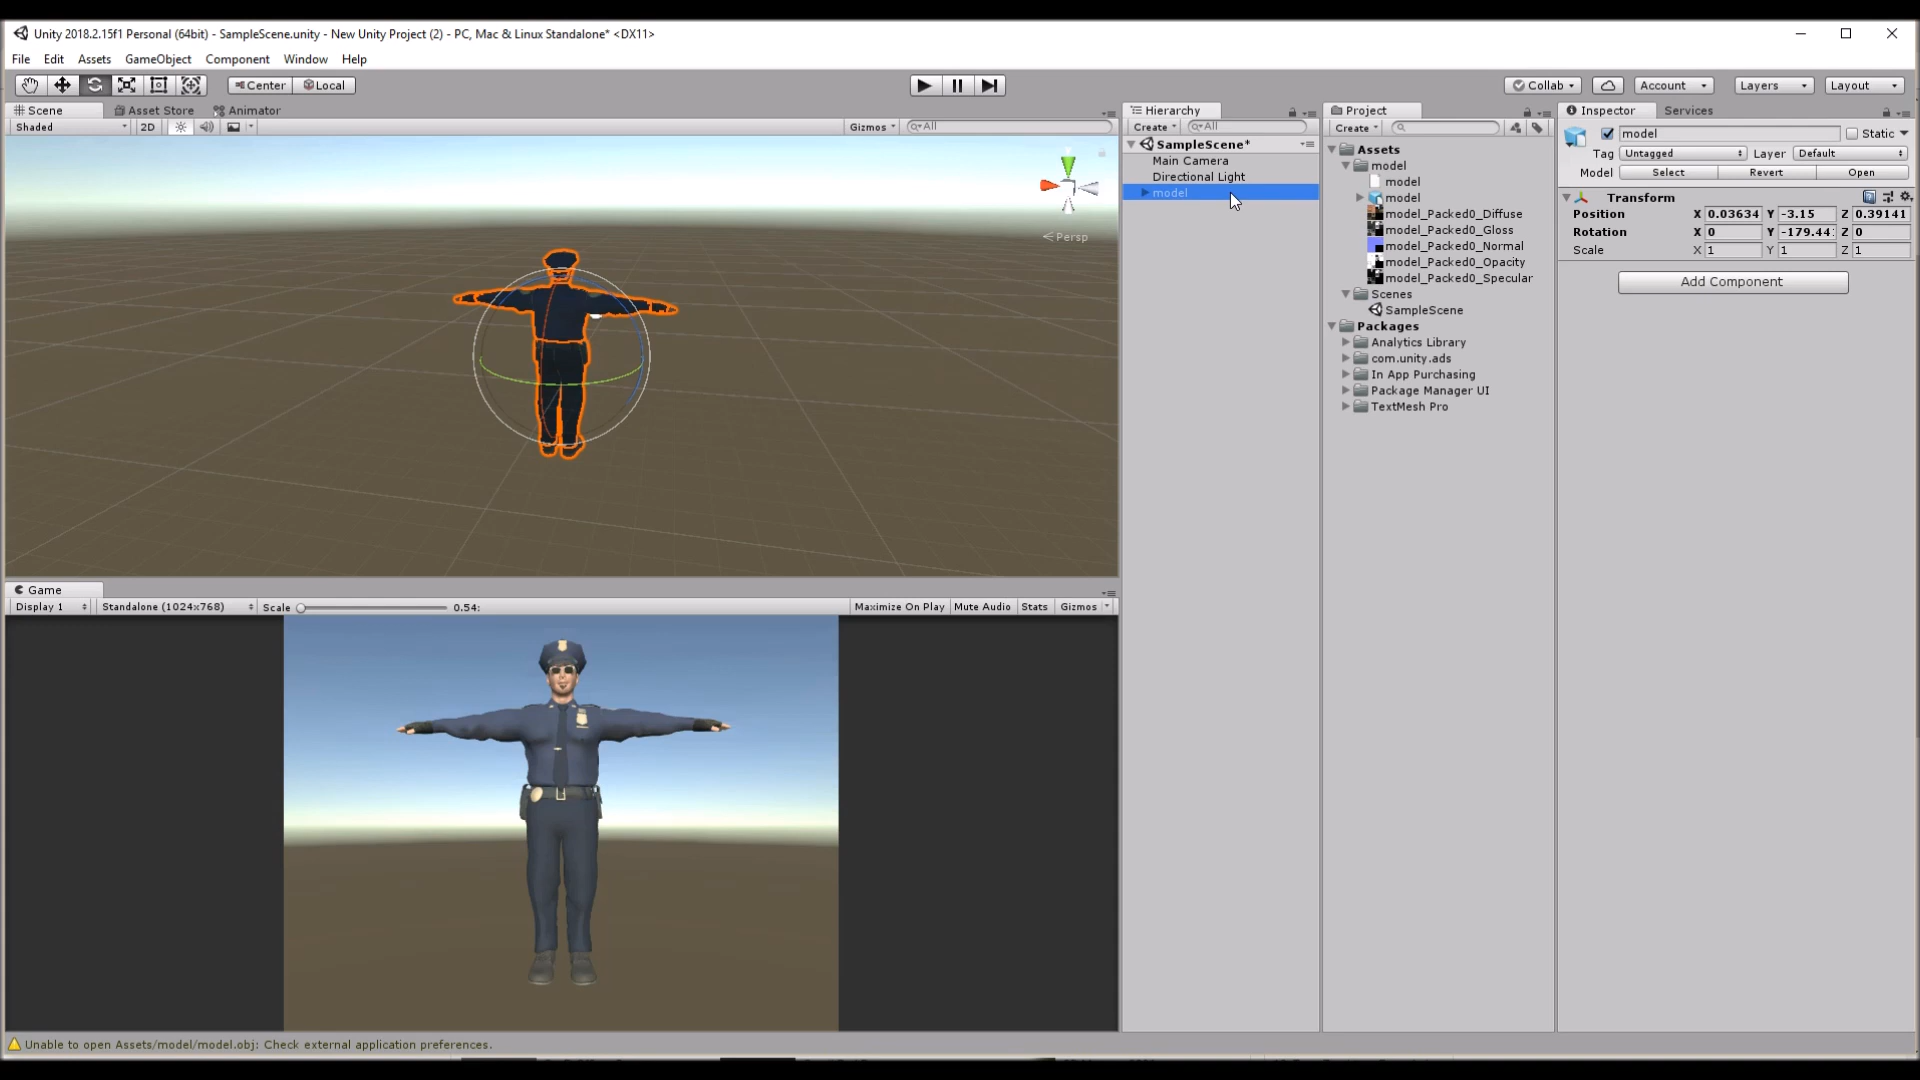 Unity 2018.2.15f1 Personal (64bit) - SampleScene.unity - New Unity Project (2) - PC, Mac & Linux Standalone* <DX11>
File Edit Assets GameObject Component Window Help
Center Local
Collab Account Layers Layout
Scene Asset Store Animator
Shaded 2D Gizmos All
Persp
Hierarchy
Create All
SampleScene*
Main Camera
Directional Light
model
Project
Create
Assets
model
model
model
model_Packed0_Diffuse
model_Packed0_Gloss
model_Packed0_Normal
model_Packed0_Opacity
model_Packed0_Specular
Scenes
SampleScene
Packages
Analytics Library
com.unity.ads
In App Purchasing
Package Manager UI
TextMesh Pro
Inspector Services
model Static
Tag Untagged Layer Default
Model Select Revert Open
Transform
Position X 0.03634 Y -3.15 Z 0.39141
Rotation X 0 Y -179.44 Z 0
Scale X 1 Y 1 Z 1
Add Component
Game
Display 1 Standalone (1024x768) Scale 0.54: Maximize On Play Mute Audio Stats Gizmos
Unable to open Assets/model/model.obj: Check external application preferences.